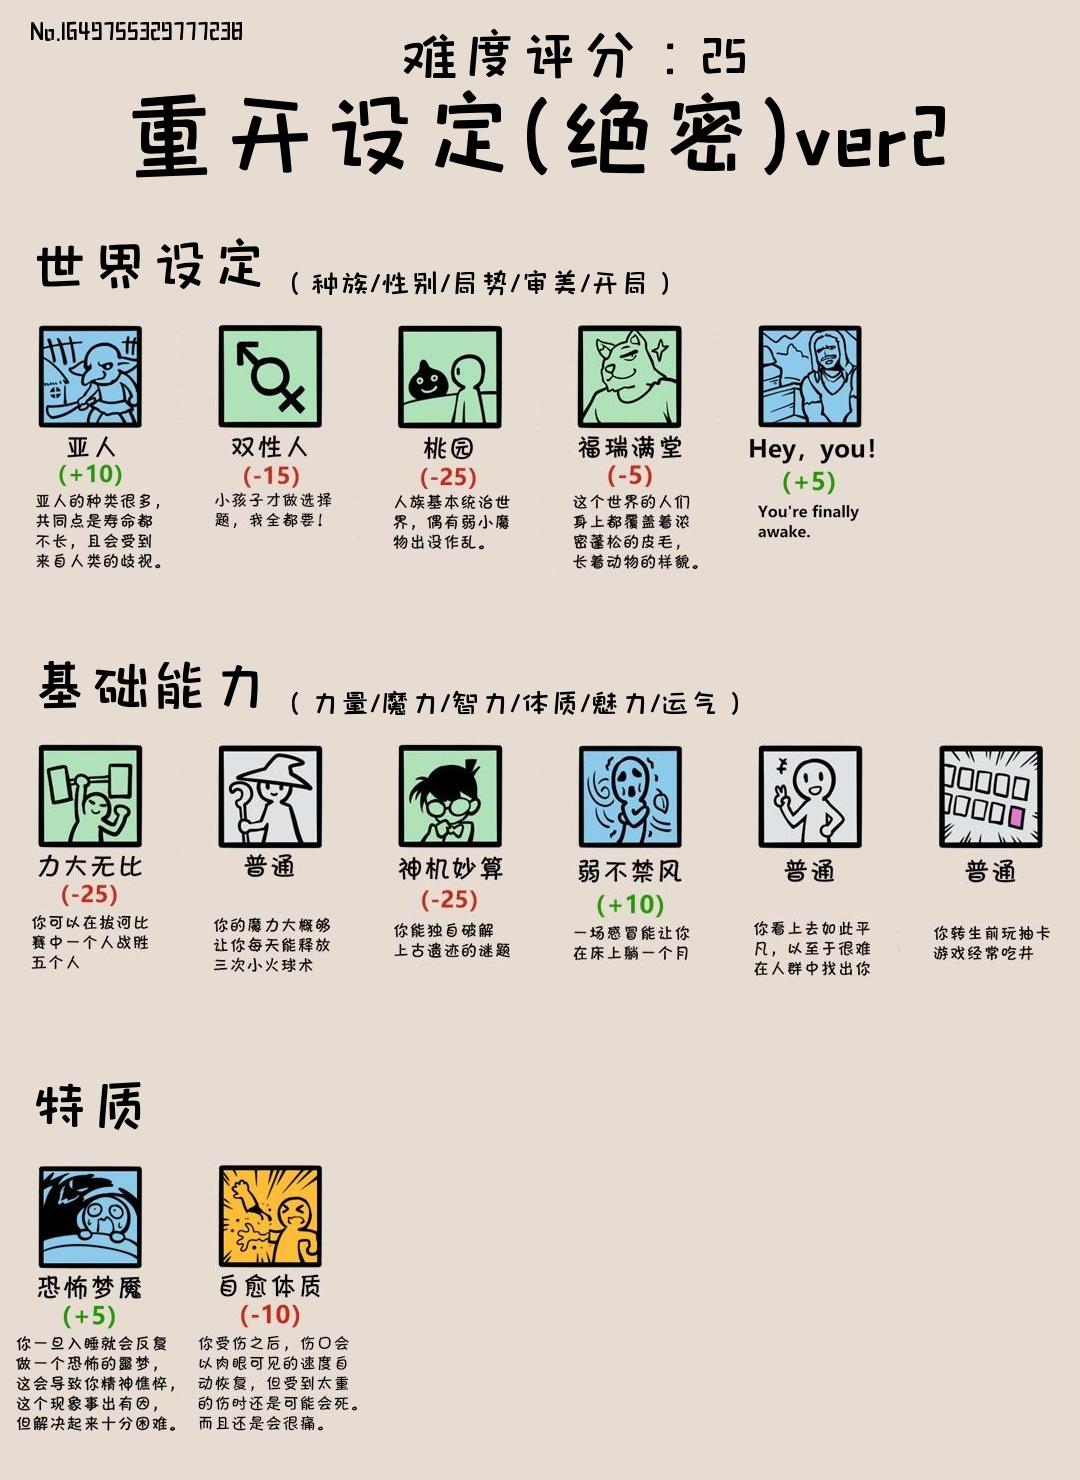 No.1649755329777238
难度评分：25
重开设定(绝密)ver2
世界设定 ( 种族/性别/局势/审美/开局 )
亚人
(+10)
亚人的种类很多，
共同点是寿命都
不长，且会受到
来自人类的歧视。
双性人
(-15)
小孩子才做选择
题，我全都要！
桃园
(-25)
人族基本统治世
界，偶有弱小魔
物出没作乱。
福瑞满堂
(-5)
这个世界的人们
身上都覆盖着浓
密蓬松的皮毛，
长着动物的样貌。
Hey, you!
(+5)
You're finally
awake.
基础能力 ( 力量/魔力/智力/体质/魅力/运气 )
力大无比
(-25)
你可以在拔河比
赛中一个人战胜
五个人
普通
你的魔力大概够
让你每天能释放
三次小火球术
神机妙算
(-25)
你能独自破解
上古遗迹的谜题
弱不禁风
(+10)
一场感冒能让你
在床上躺一个月
普通
你看上去如此平
凡，以至于很难
在人群中找出你
普通
你转生前玩抽卡
游戏经常吃井
特质
恐怖梦魇
(+5)
你一旦入睡就会反复
做一个恐怖的噩梦，
这会导致你精神憔悴，
这个现象事出有因，
但解决起来十分困难。
自愈体质
(-10)
你受伤之后，伤口会
以肉眼可见的速度自
动恢复，但受到太重
的伤时还是可能会死。
而且还是会很痛。